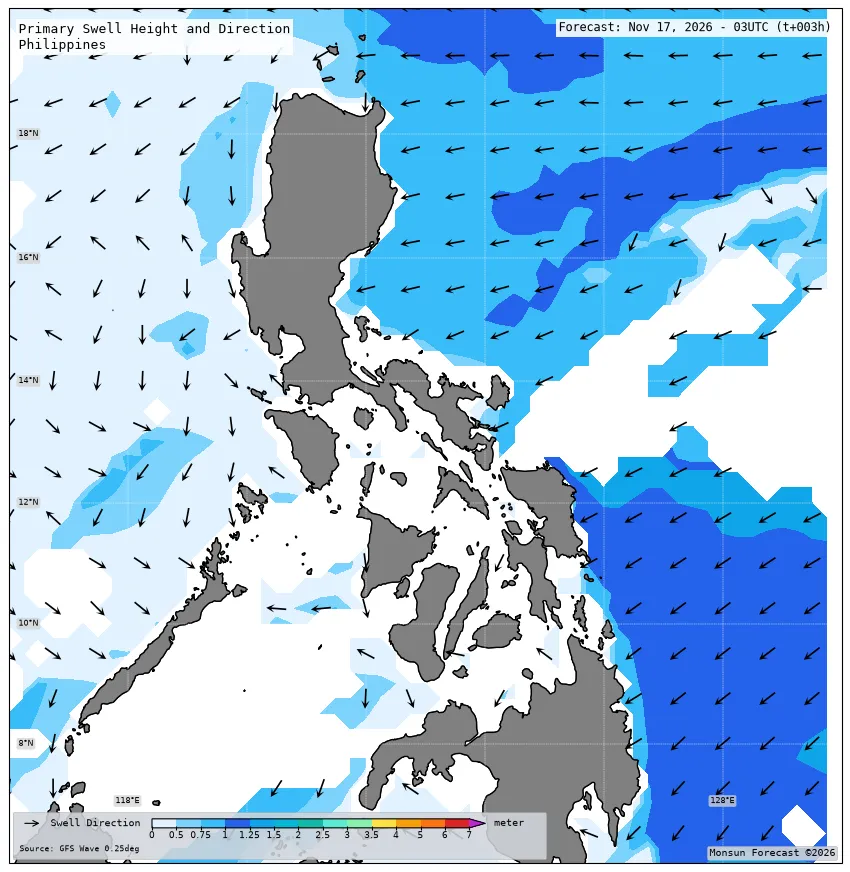 Primary Swell Height and Direction
Philippines
Forecast: Nov 17, 2026 - 03UTC (t+003h)
18°N
16°N
14°N
12°N
10°N
8°N
118°E
128°E
Swell Direction
0 0.5 0.75 1 1.25 1.5 2 2.5 3 3.5 4 5 6 7
meter
Source: GFS Wave 0.25deg
Monsun Forecast ©2026